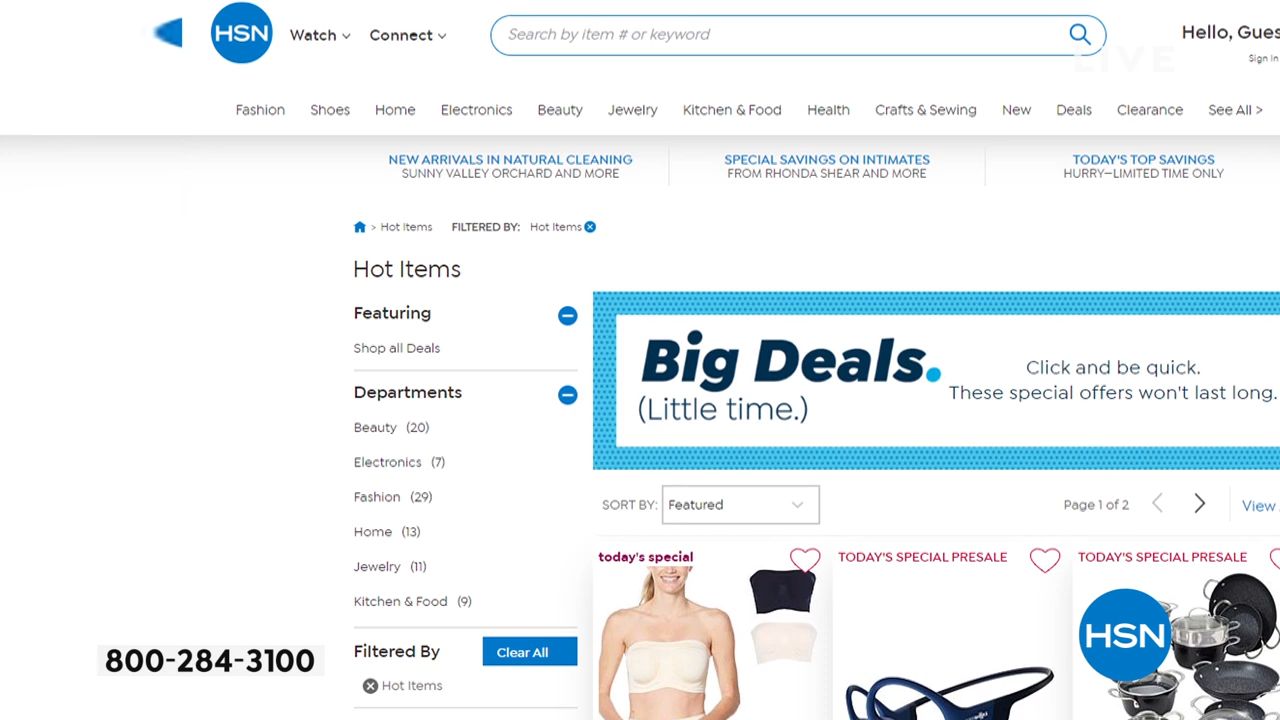 HSN
Watch
Connect
Search by item # or keyword
Hello, Gues
Sign In
LIVE
Fashion
Shoes
Home
Electronics
Beauty
Jewelry
Kitchen & Food
Health
Crafts & Sewing
New
Deals
Clearance
See All >
NEW ARRIVALS IN NATURAL CLEANING
SUNNY VALLEY ORCHARD AND MORE
SPECIAL SAVINGS ON INTIMATES
FROM RHONDA SHEAR AND MORE
TODAY'S TOP SAVINGS
HURRY—LIMITED TIME ONLY
> Hot Items FILTERED BY: Hot Items
Hot Items
Featuring
Shop all Deals
Departments
Beauty (20)
Electronics (7)
Fashion (29)
Home (13)
Jewelry (11)
Kitchen & Food (9)
Filtered By
Clear All
Hot Items
Big Deals.
(Little time.)
Click and be quick.
These special offers won't last long.
SORT BY: Featured
Page 1 of 2
View
today's special
TODAY'S SPECIAL PRESALE
TODAY'S SPECIAL PRESALE
HSN
800-284-3100